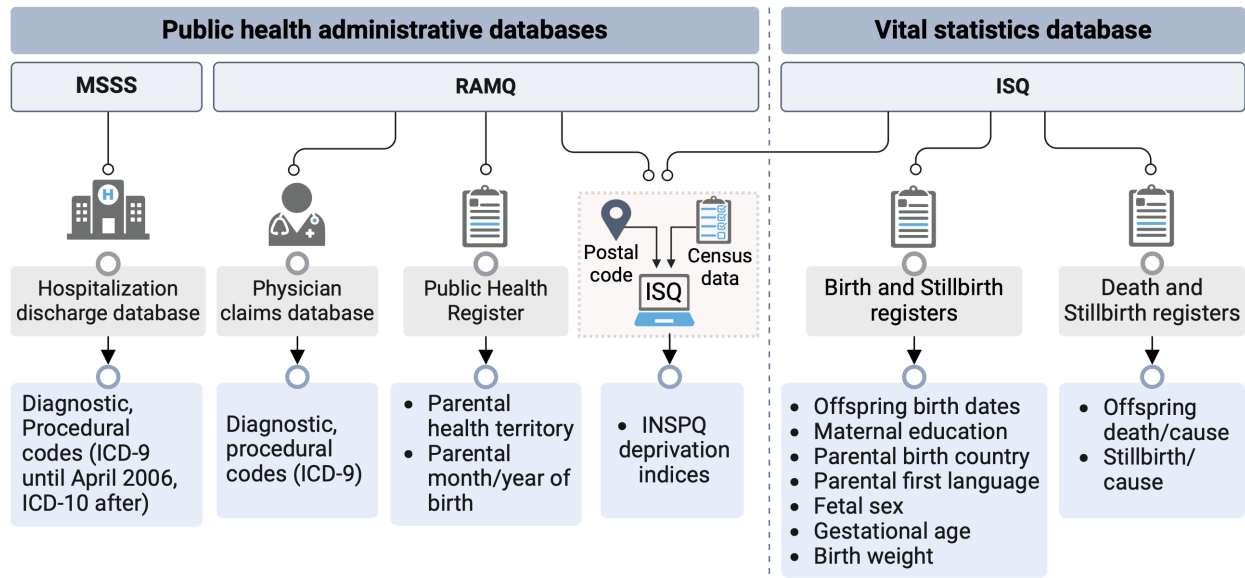 Public health administrative databases
Vital statistics database
MSSS
RAMQ
ISQ
H
Postal
code
Census
data
ISQ
Hospitalization
discharge database
Physician
claims database
Public Health
Register
Birth and Stillbirth
registers
Death and
Stillbirth registers
Diagnostic,
Procedural
codes (ICD-9
until April 2006,
ICD-10 after)
Diagnostic,
procedural
codes (ICD-9)
• Parental
health territory
• Parental
month/year of
birth
• INSPQ
deprivation
indices
• Offspring birth dates
• Maternal education
• Parental birth country
• Parental first language
• Fetal sex
• Gestational age
• Birth weight
• Offspring
death/cause
• Stillbirth/
cause